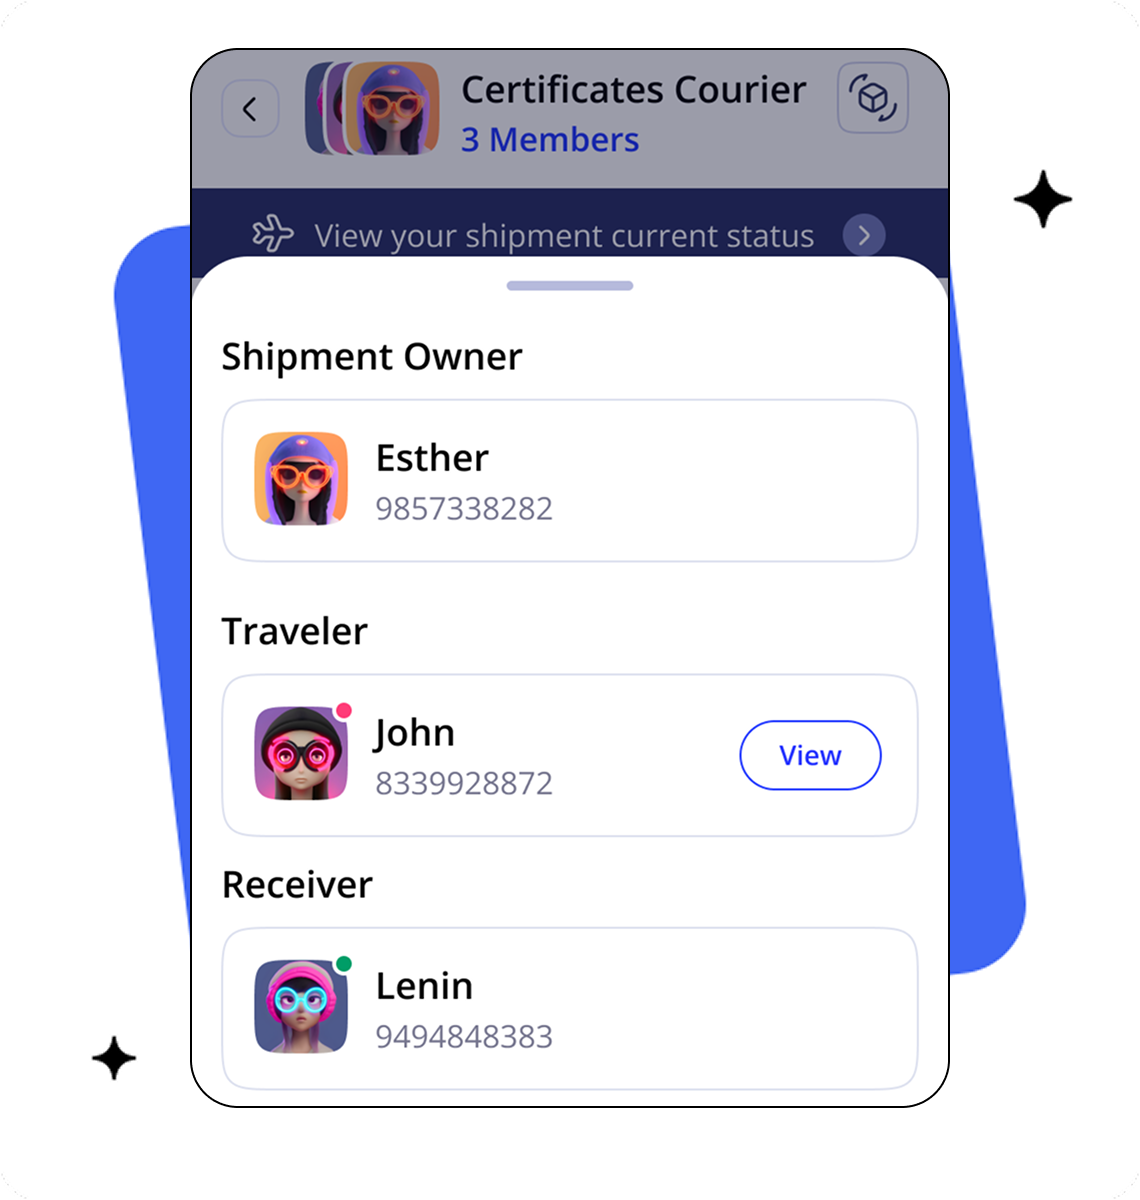 Certificates Courier
3 Members
View your shipment current status
Shipment Owner
Esther
9857338282
Traveler
John
8339928872
View
Receiver
Lenin
9494848383